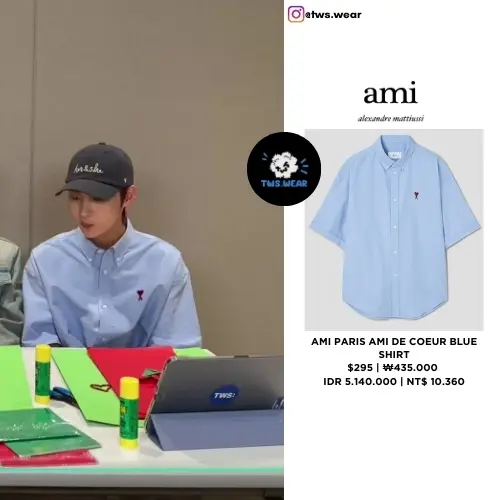 @tws.wear
ami
alexandre mattiussi
TWS.WEAR
TWS:
AMI PARIS AMI DE COEUR BLUE
SHIRT
$295 | ₩435.000
IDR 5.140.000 | NT$ 10.360